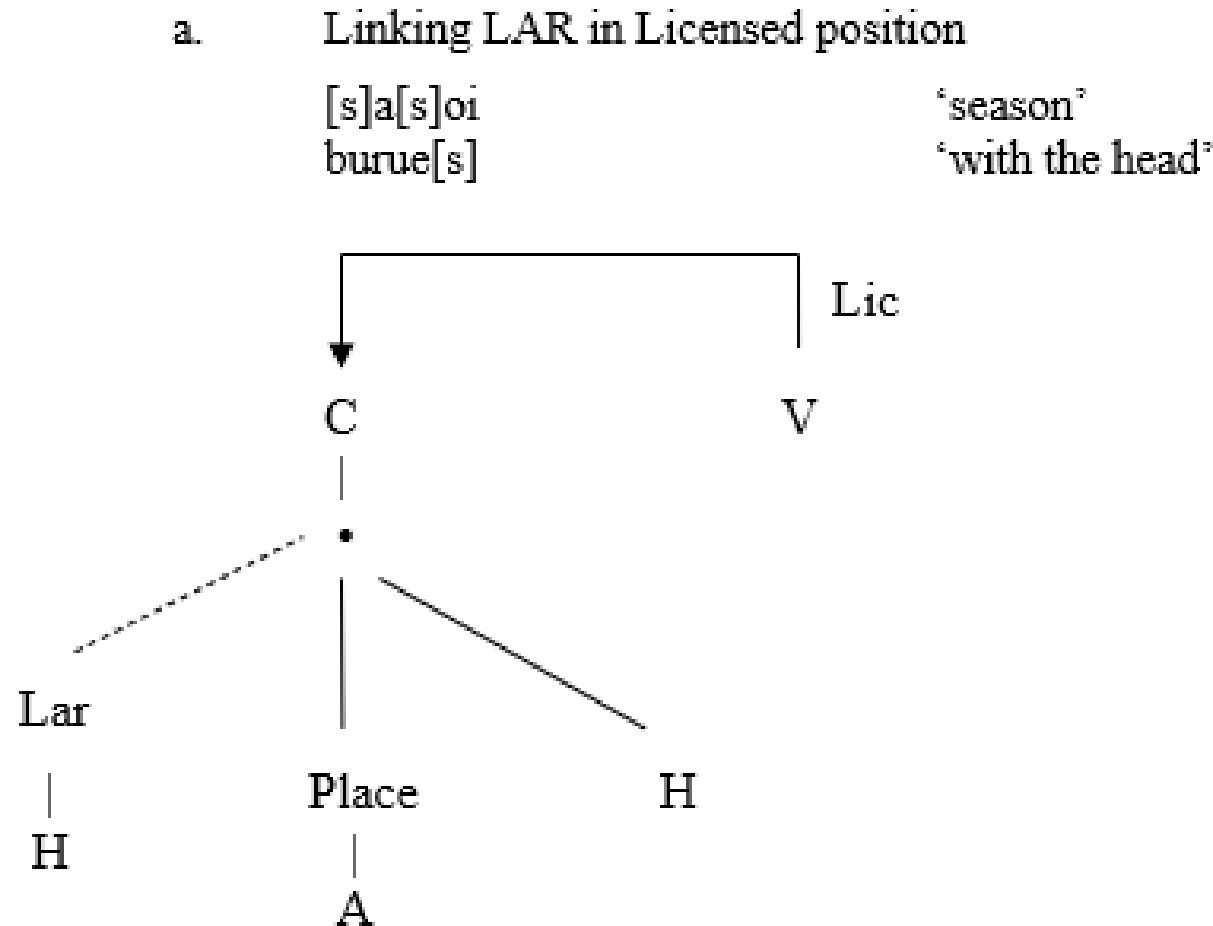 a. Linking LAR in Licensed position
[s]a[s]oi ‘season’
burue[s] ‘with the head’
Lic
C V
Lar
Place H
H
A